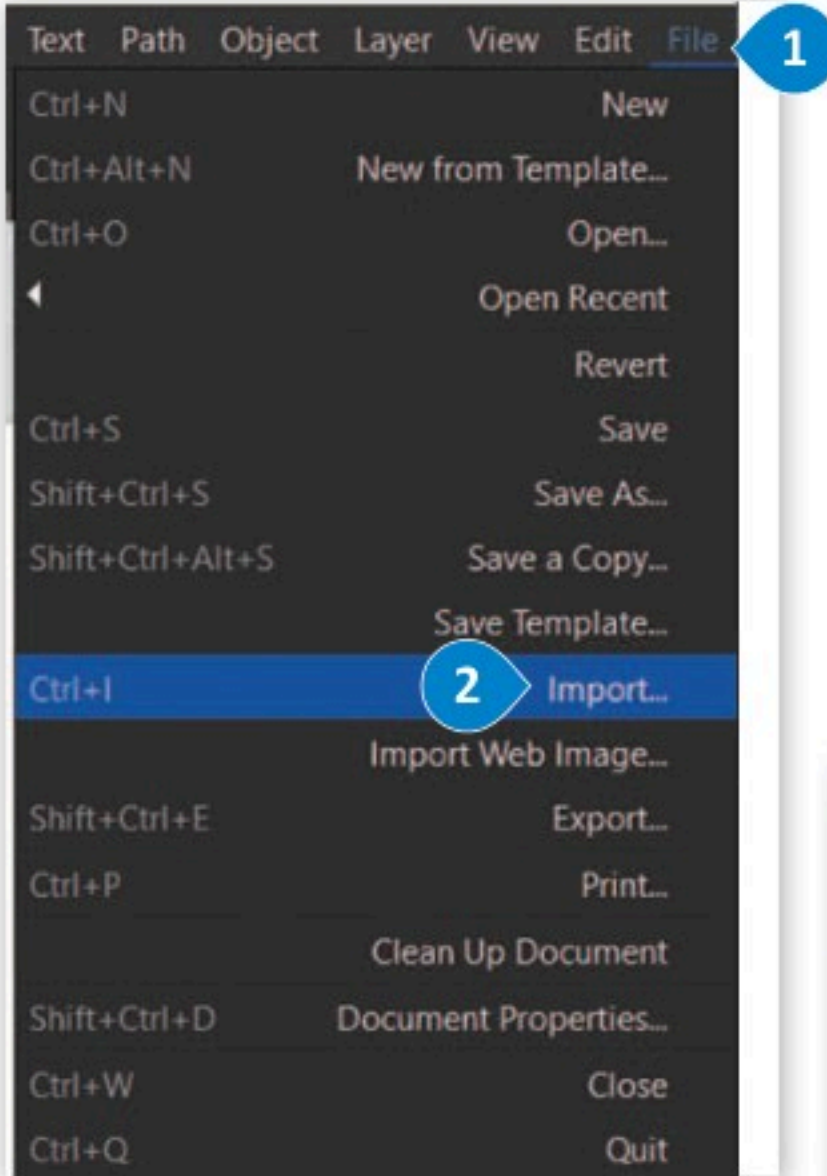 Text Path Object Layer View Edit File 1
Ctrl+N New
Ctrl+Alt+N New from Template...
Ctrl+O Open...
Open Recent
Revert
Ctrl+S Save
Shift+Ctrl+S Save As...
Shift+Ctrl+Alt+S Save a Copy...
Save Template...
Ctrl+I 2 Import...
Import Web Image...
Shift+Ctrl+E Export...
Ctrl+P Print...
Clean Up Document
Shift+Ctrl+D Document Properties...
Ctrl+W Close
Ctrl+Q Quit